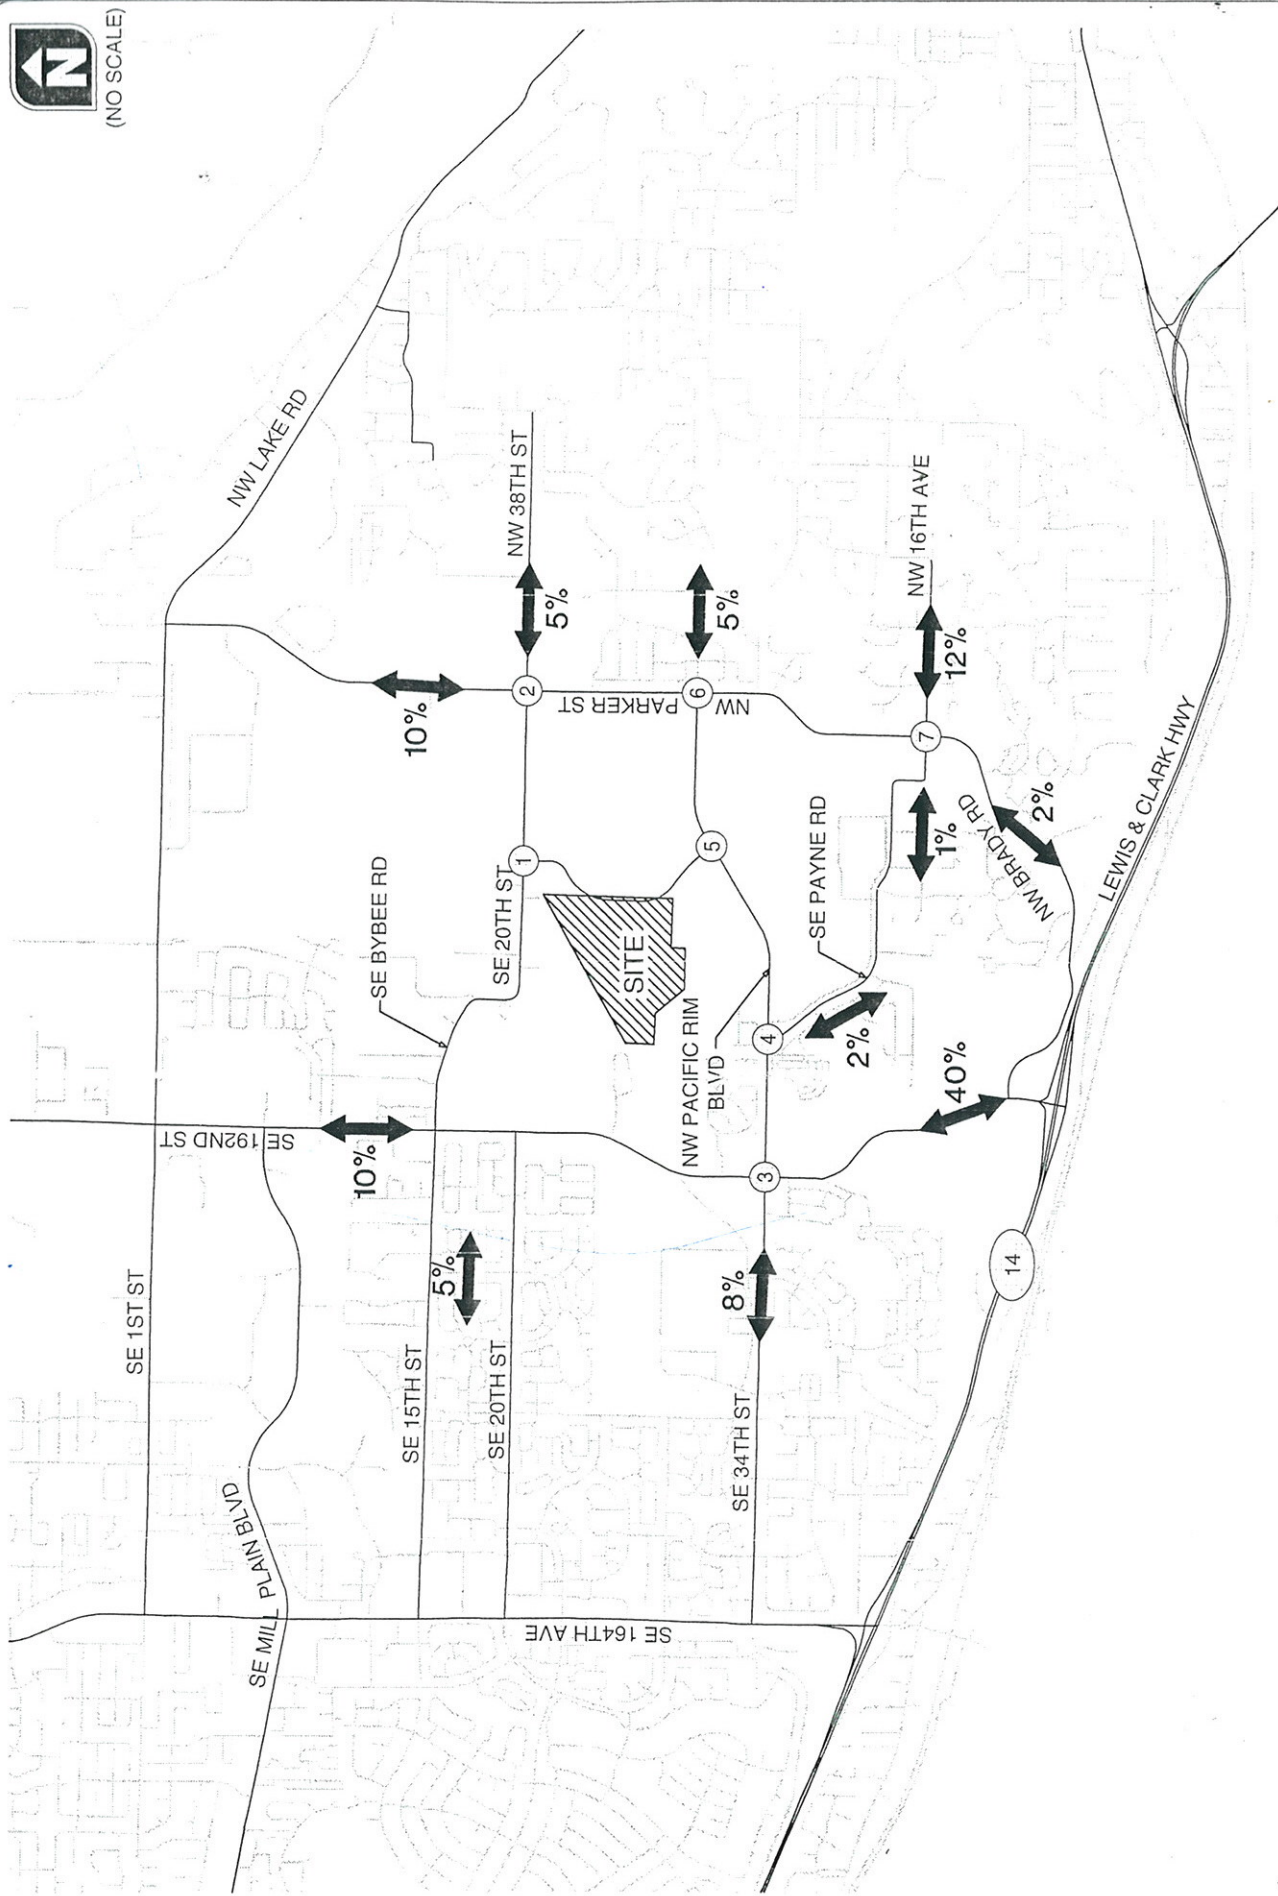 N
(NO SCALE)
NW LAKE RD
NW 38TH ST
5%
10%
2
NW
PARKER ST
6
5%
NW 16TH AVE
12%
7
SE BYBEE RD
SE 20TH ST
1
5
SITE
SE PAYNE RD
1%
NW BRADY RD
2%
LEWIS & CLARK HWY
SE 192ND ST
10%
NW PACIFIC RIM
BLVD
4
2%
3
40%
SE 1ST ST
5%
SE 15TH ST
SE 20TH ST
8%
SE 34TH ST
14
SE MILL PLAIN BLVD
SE 164TH AVE